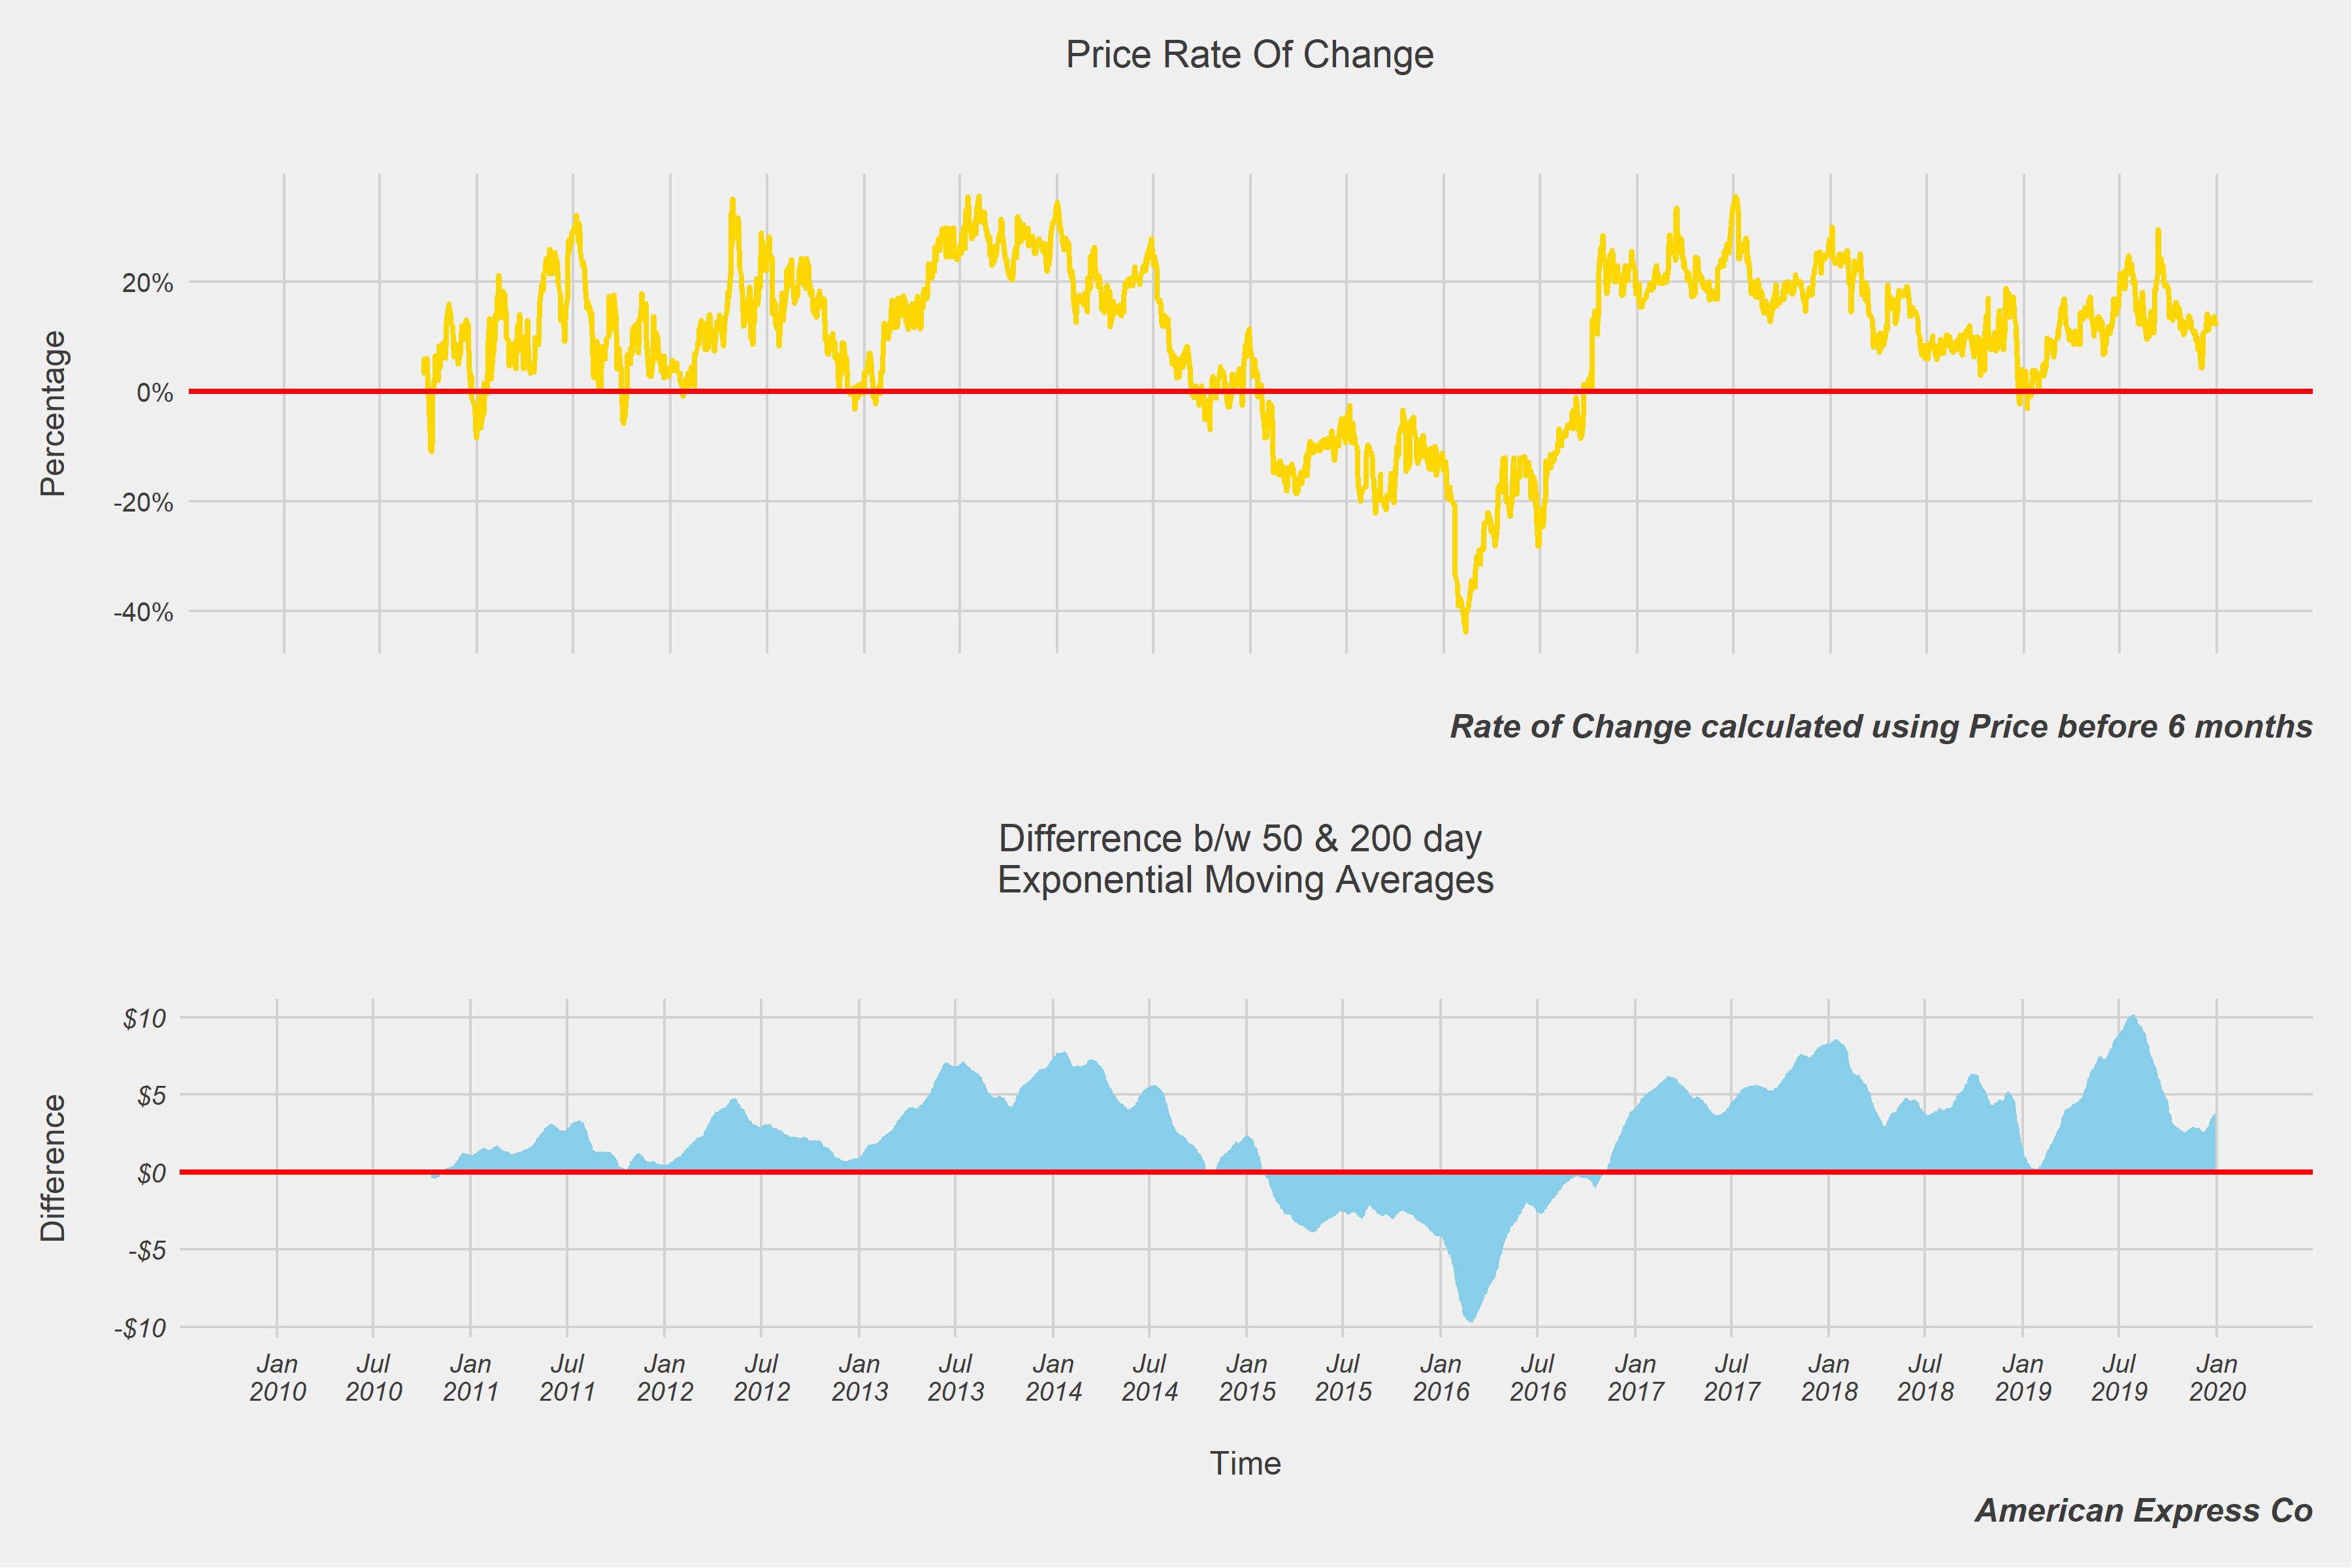 Price Rate Of Change
Percentage
20%
0%
-20%
-40%
Rate of Change calculated using Price before 6 months
Differrence b/w 50 & 200 day
Exponential Moving Averages
Difference
$10
$5
$0
-$5
-$10
Jan Jul Jan Jul Jan Jul Jan Jul Jan Jul Jan Jul Jan Jul Jan Jul Jan Jul Jan Jul Jan
2010 2010 2011 2011 2012 2012 2013 2013 2014 2014 2015 2015 2016 2016 2017 2017 2018 2018 2019 2019 2020
Time
American Express Co